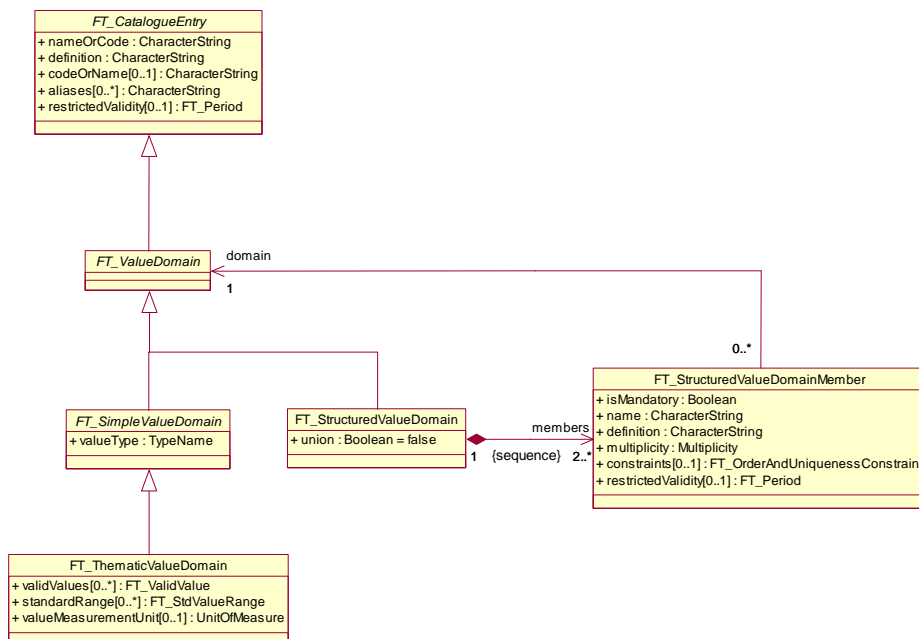 FT_CatalogueEntry
+ nameOrCode : CharacterString
+ definition : CharacterString
+ codeOrName[0..1] : CharacterString
+ aliases[0..*] : CharacterString
+ restrictedValidity[0..1] : FT_Period
FT_ValueDomain
domain
1
0..*
FT_SimpleValueDomain
+ valueType : TypeName
FT_StructuredValueDomain
+ union : Boolean = false
members
1
{sequence}
2..*
FT_StructuredValueDomainMember
+ isMandatory : Boolean
+ name : CharacterString
+ definition : CharacterString
+ multiplicity : Multiplicity
+ constraints[0..1] : FT_OrderAndUniquenessConstrain
+ restrictedValidity[0..1] : FT_Period
FT_ThematicValueDomain
+ validValues[0..*] : FT_ValidValue
+ standardRange[0..*] : FT_StdValueRange
+ valueMeasurementUnit[0..1] : UnitOfMeasure